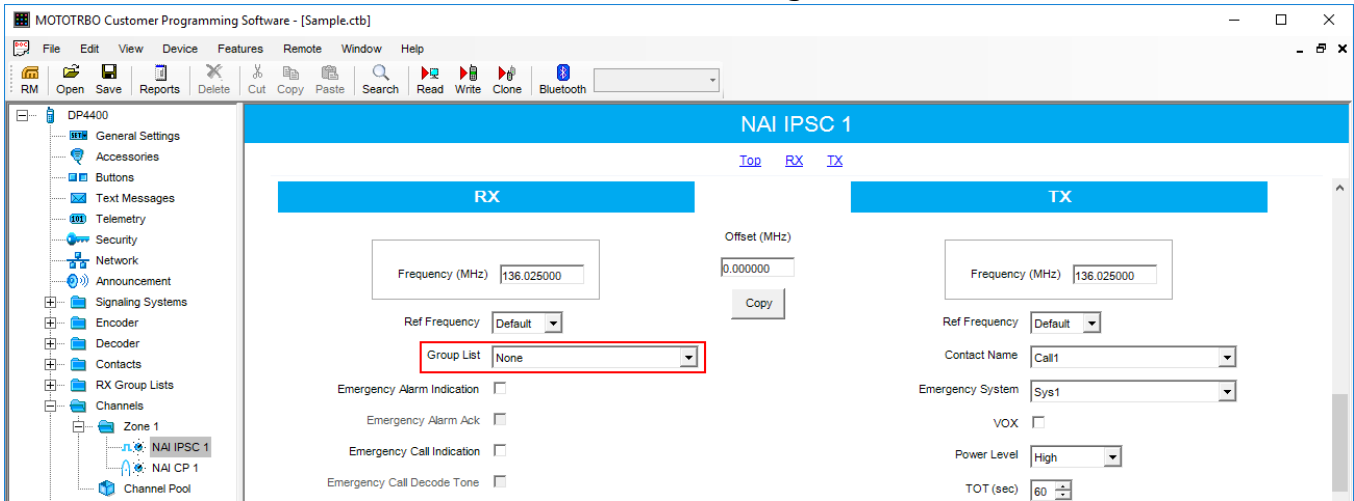 MOTOTRBO Customer Programming Software - [Sample.ctb]
File Edit View Device Features Remote Window Help
RM Open Save Reports Delete Cut Copy Paste Search Read Write Clone Bluetooth
DP4400
General Settings
Accessories
Buttons
Text Messages
Telemetry
Security
Network
Announcement
Signaling Systems
Encoder
Decoder
Contacts
RX Group Lists
Channels
Zone 1
NAI IPSC 1
NAI CP 1
Channel Pool
NAI IPSC 1
Top RX TX
RX
Frequency (MHz) 136.025000
Ref Frequency Default
Group List None
Emergency Alarm Indication
Emergency Alarm Ack
Emergency Call Indication
Emergency Call Decode Tone
Offset (MHz)
0.000000
Copy
TX
Frequency (MHz) 136.025000
Ref Frequency Default
Contact Name Call1
Emergency System Sys1
VOX
Power Level High
TOT (sec) 60